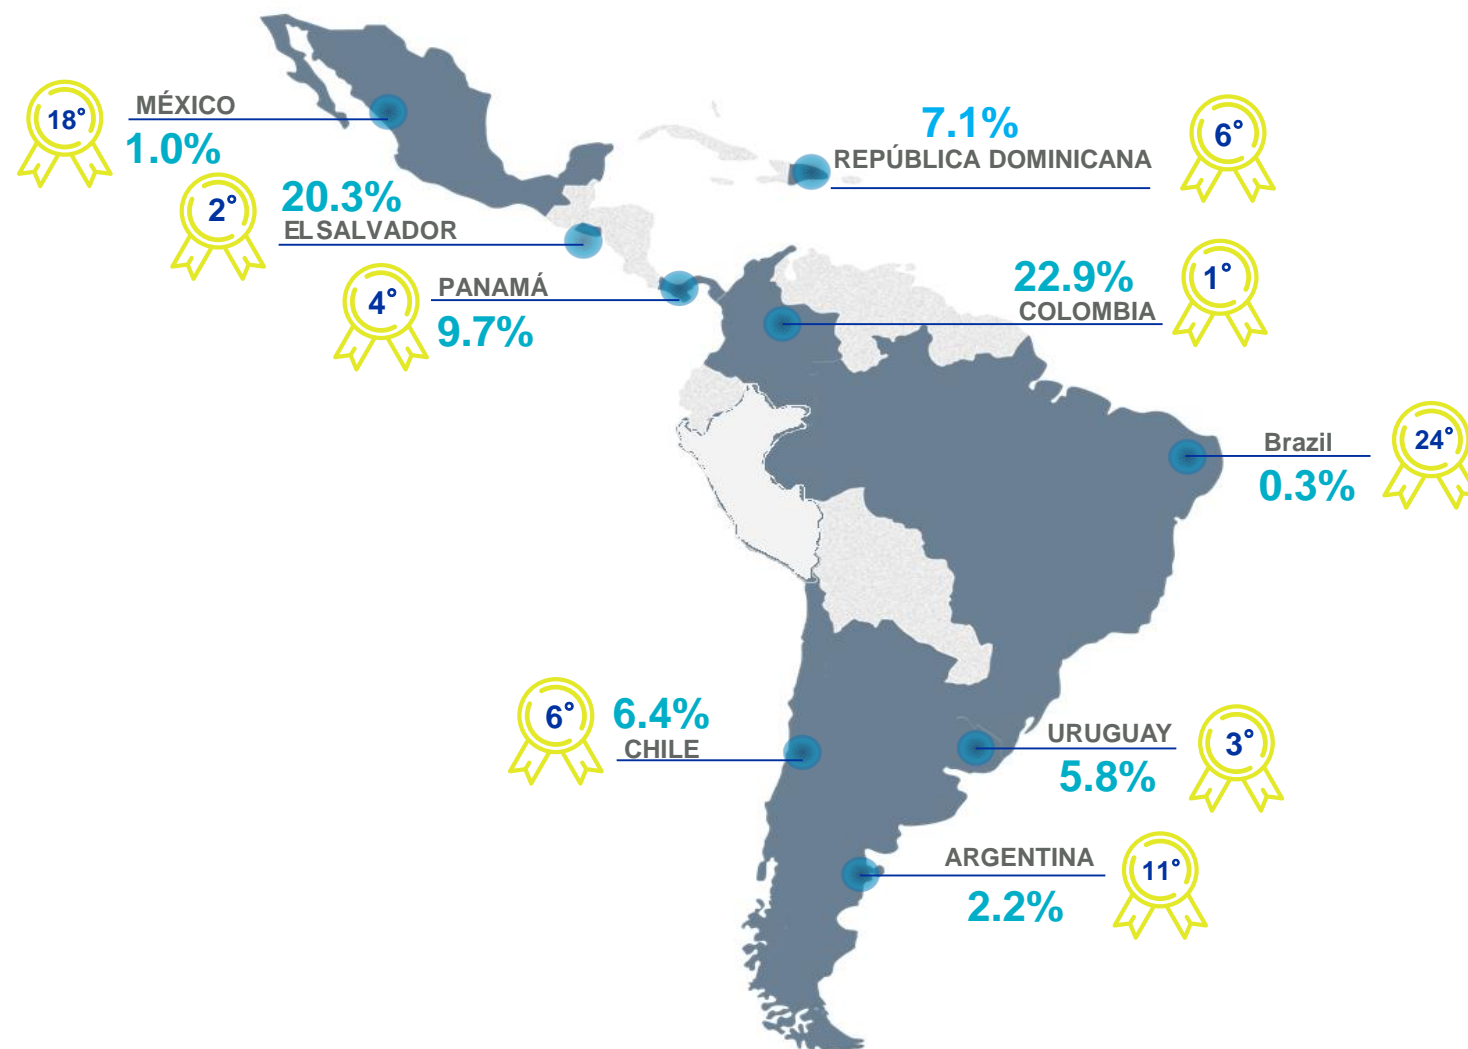 18°
MÉXICO
1.0%
7.1%
REPÚBLICA DOMINICANA
6°
2°
20.3%
EL SALVADOR
4°
PANAMÁ
9.7%
22.9%
COLOMBIA
1°
Brazil
0.3%
24°
6°
6.4%
CHILE
URUGUAY
5.8%
3°
ARGENTINA
2.2%
11°